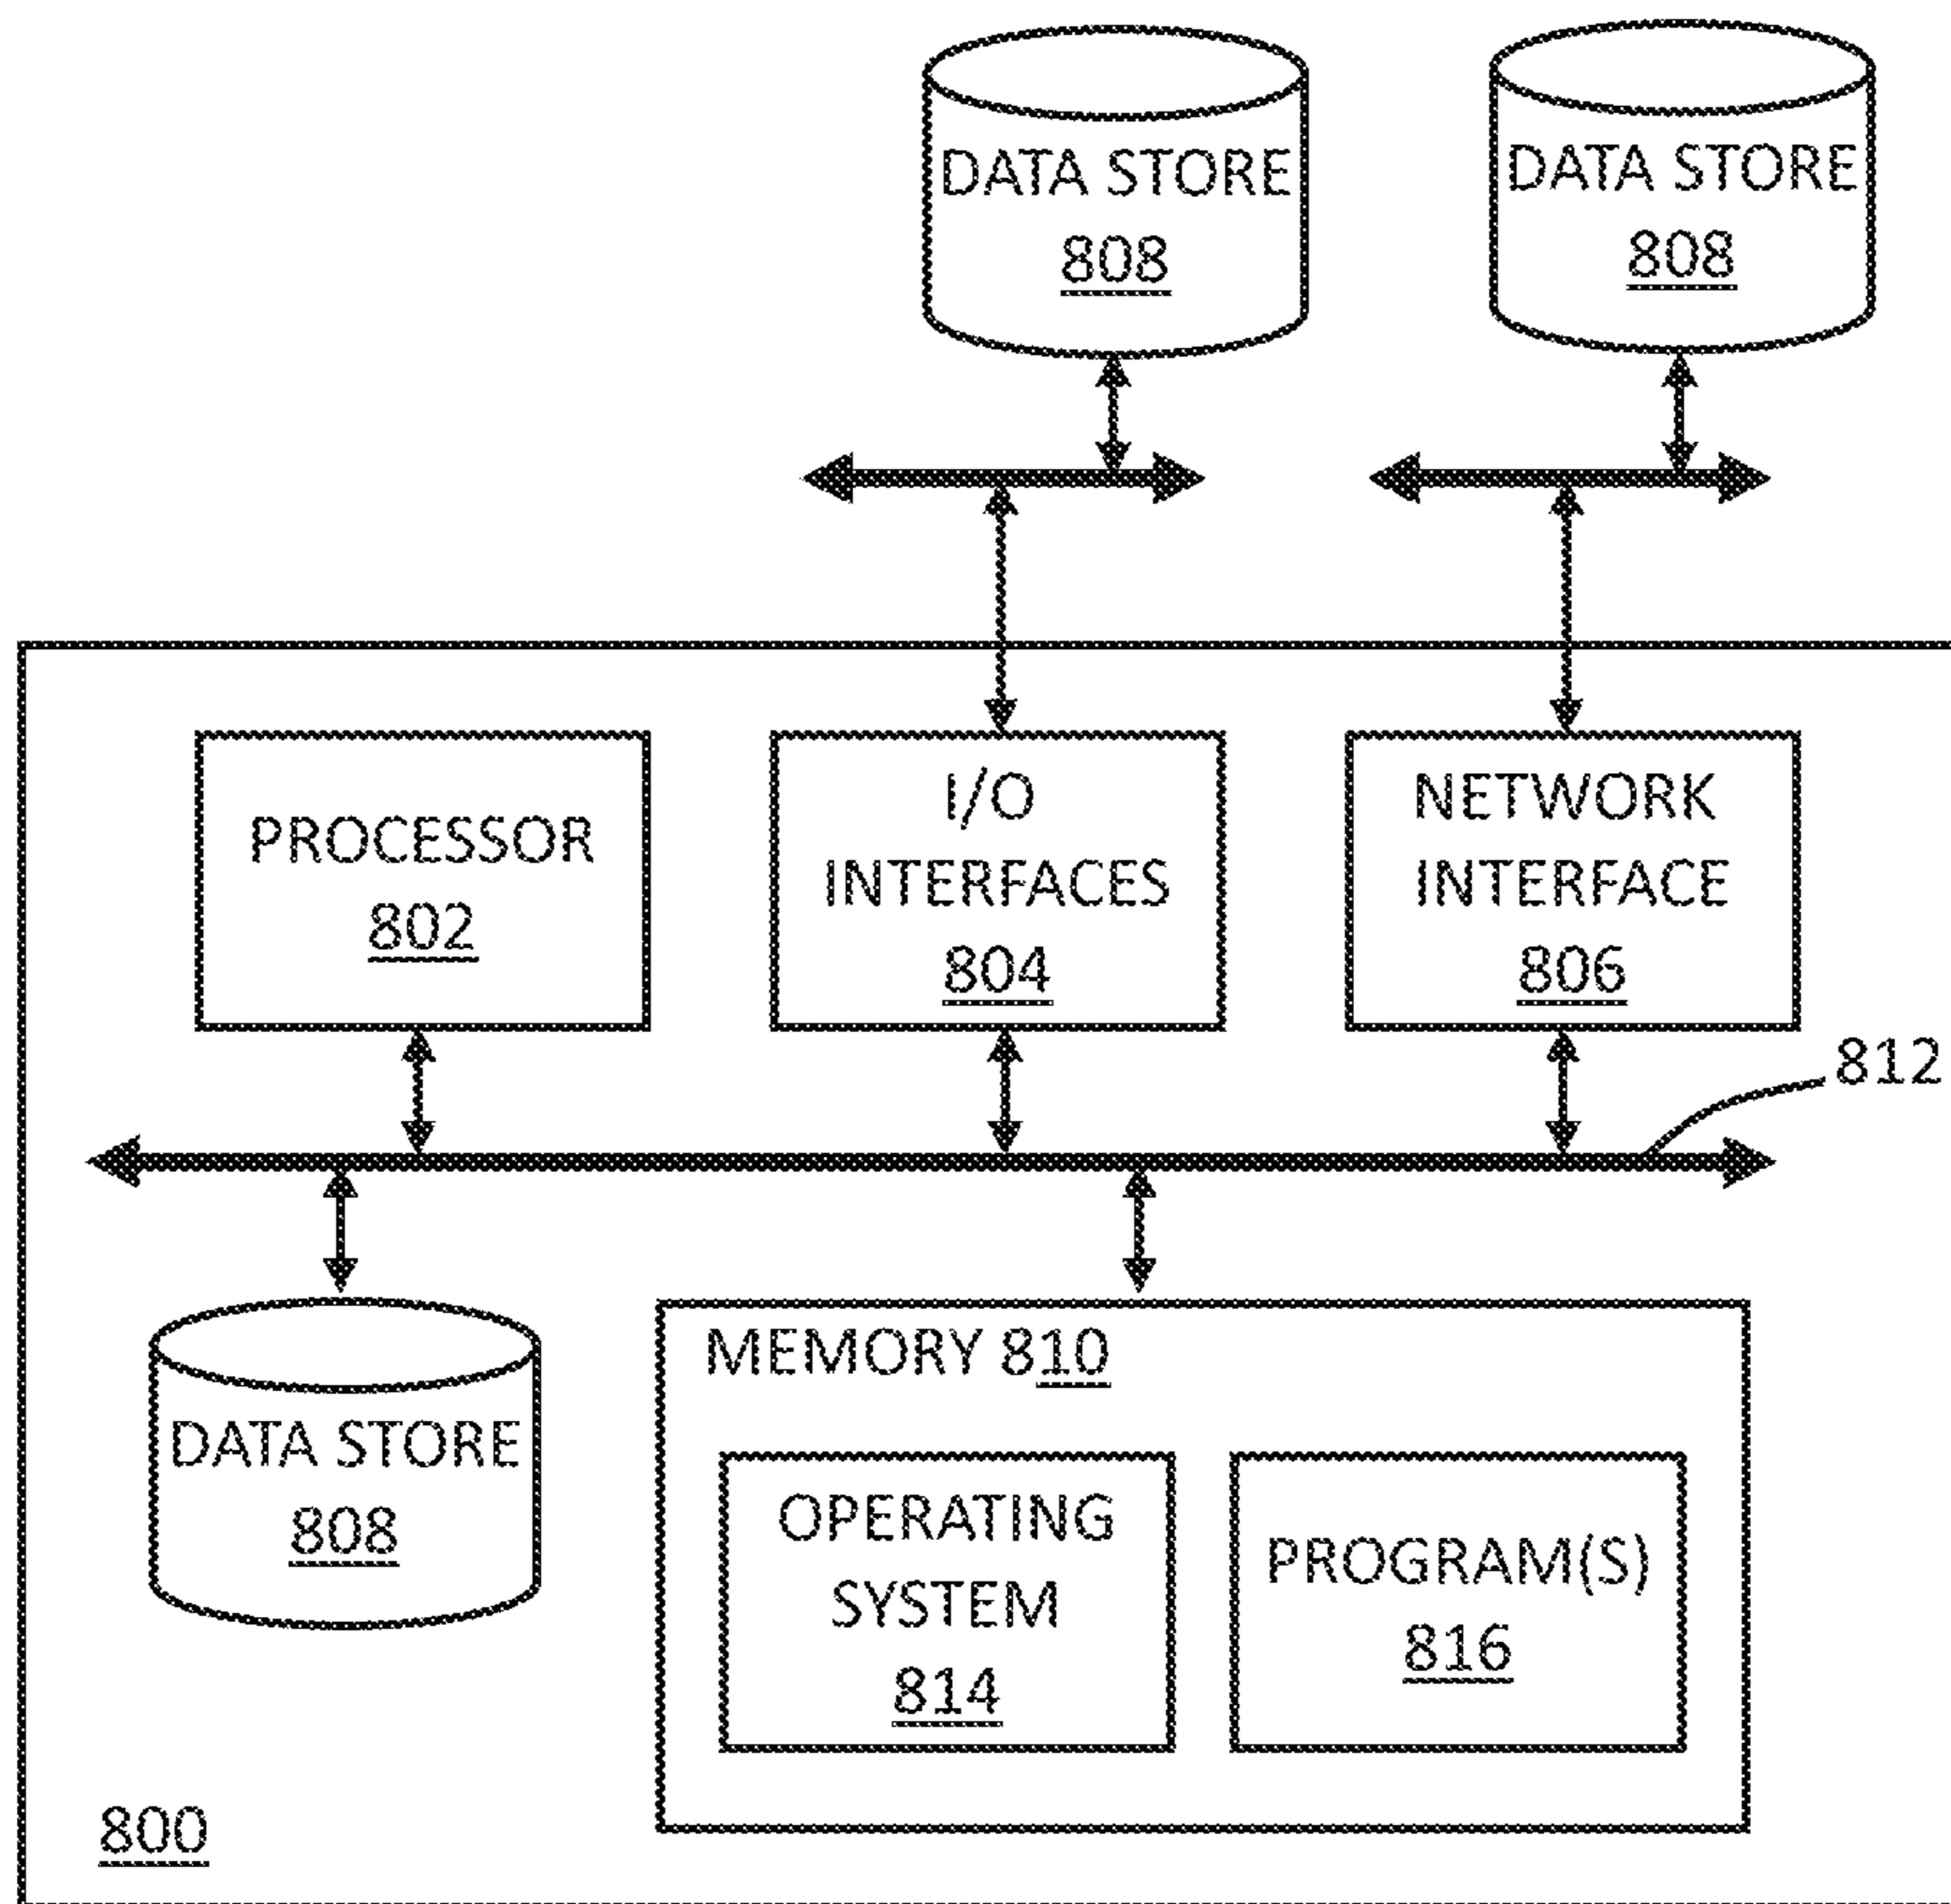 DATA STORE
808
DATA STORE
808
PROCESSOR
802
I/O
INTERFACES
804
NETWORK
INTERFACE
806
812
DATA STORE
808
MEMORY 810
OPERATING
SYSTEM
814
PROGRAM(S)
816
800